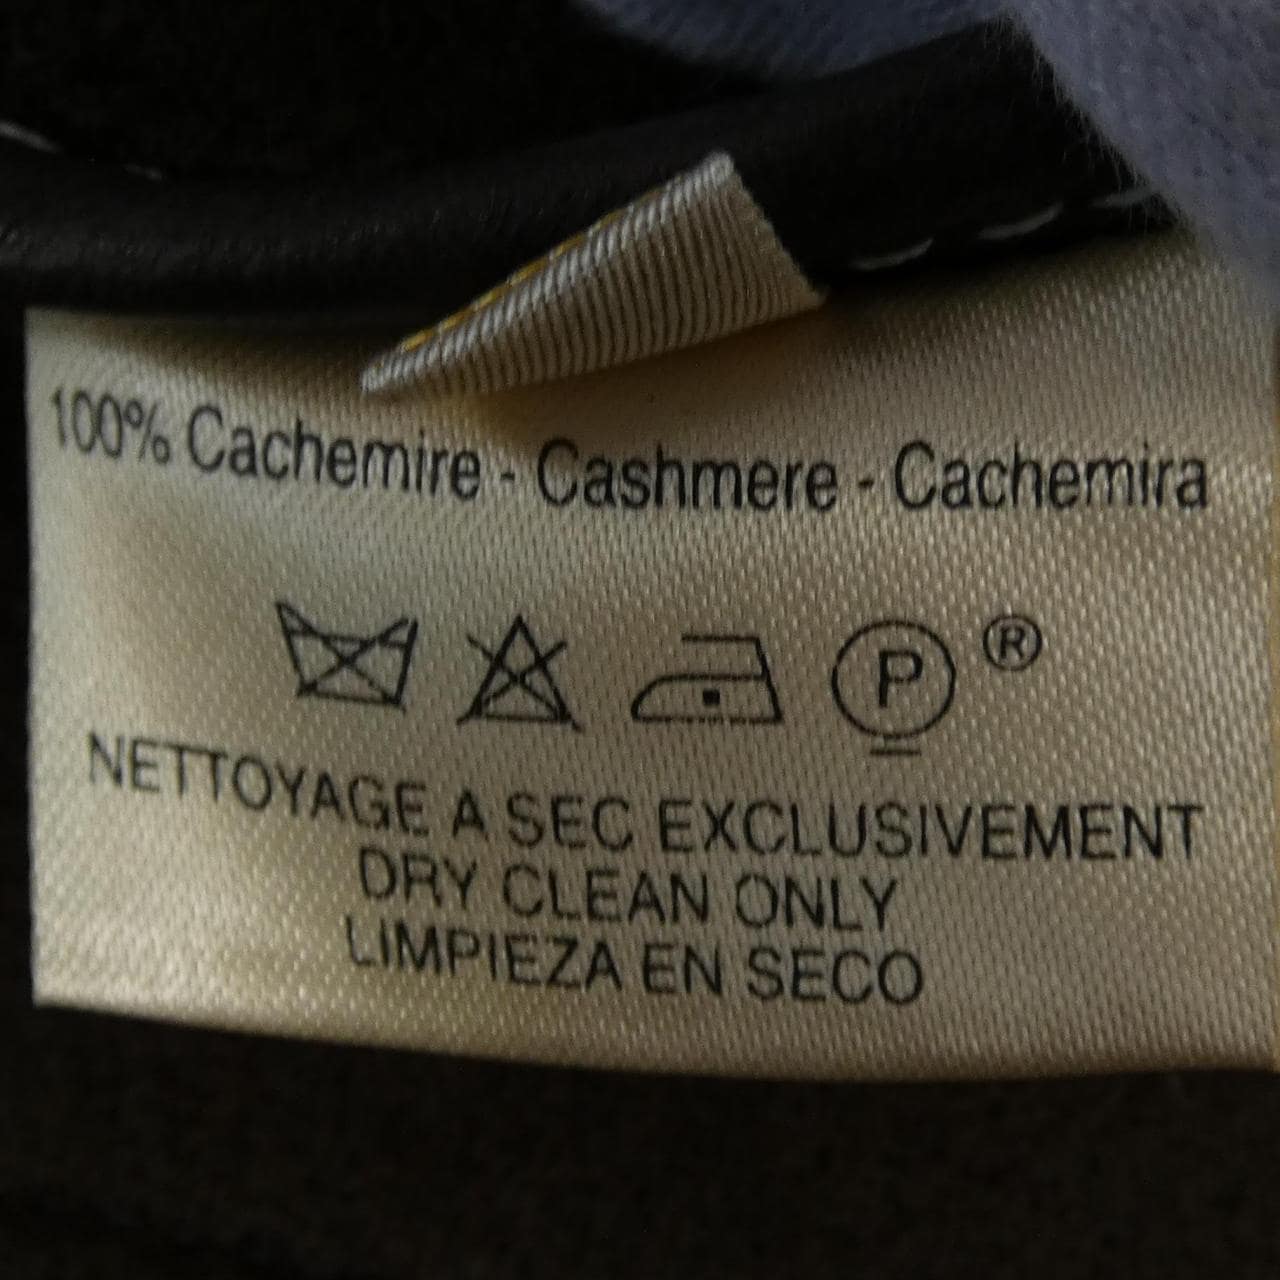 100% Cachemire - Cashmere - Cachemira
P ®
NETTOYAGE A SEC EXCLUSIVEMENT
DRY CLEAN ONLY
LIMPIEZA EN SECO